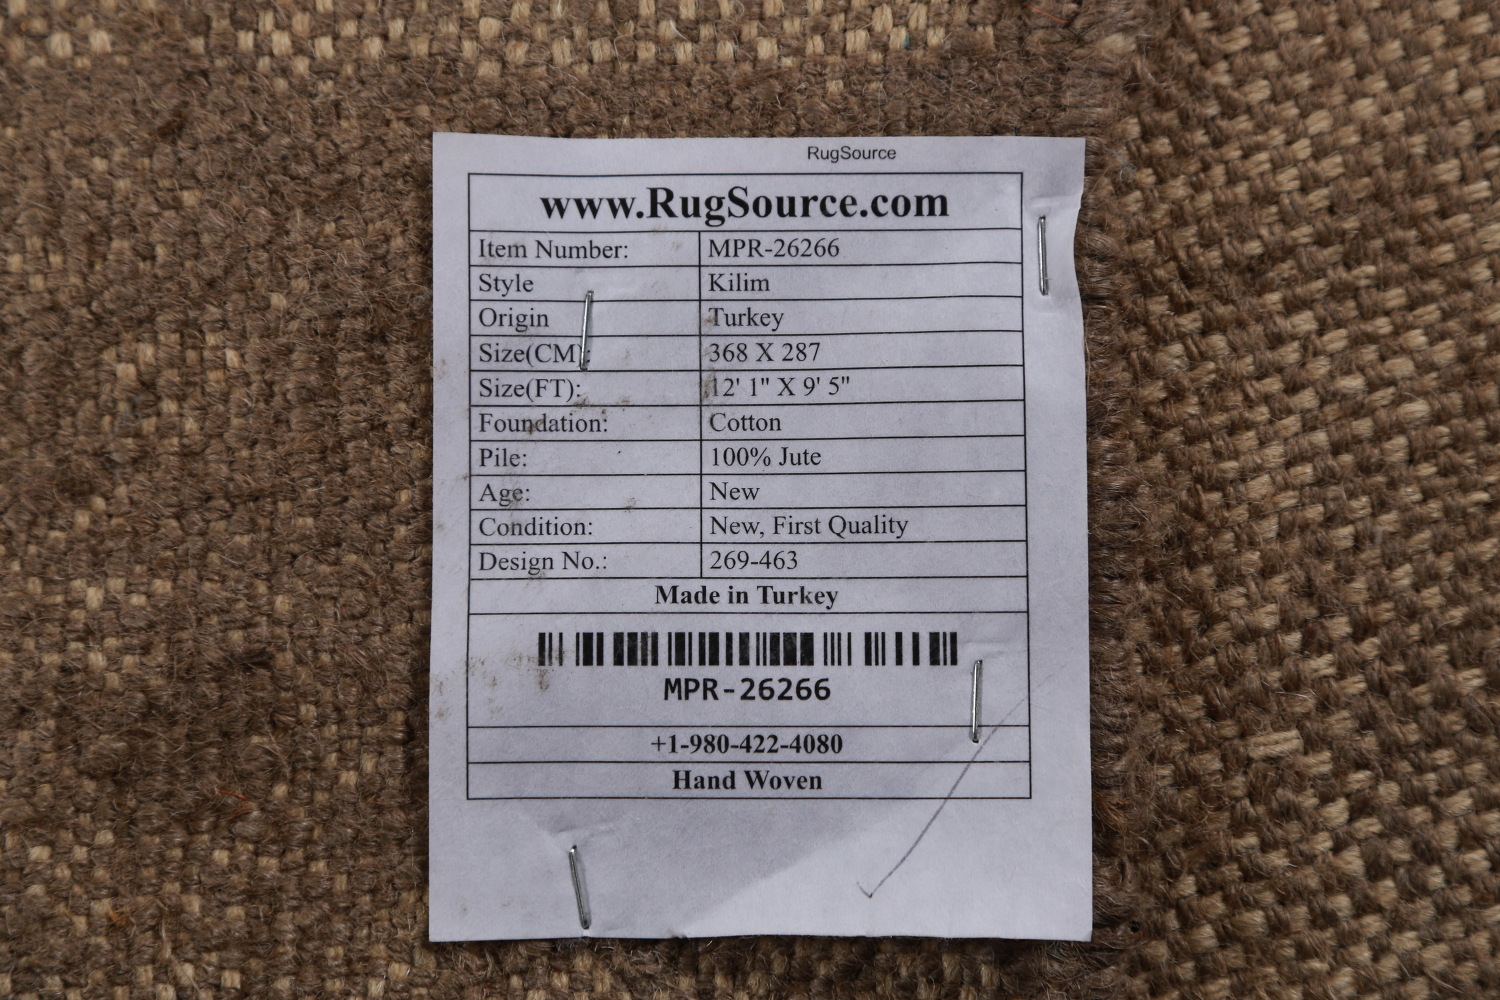 RugSource
www.RugSource.com
Item Number: MPR-26266
Style Kilim
Origin Turkey
Size(CM): 368 X 287
Size(FT): 12' 1" X 9' 5"
Foundation: Cotton
Pile: 100% Jute
Age: New
Condition: New, First Quality
Design No.: 269-463
Made in Turkey
MPR-26266
+1-980-422-4080
Hand Woven